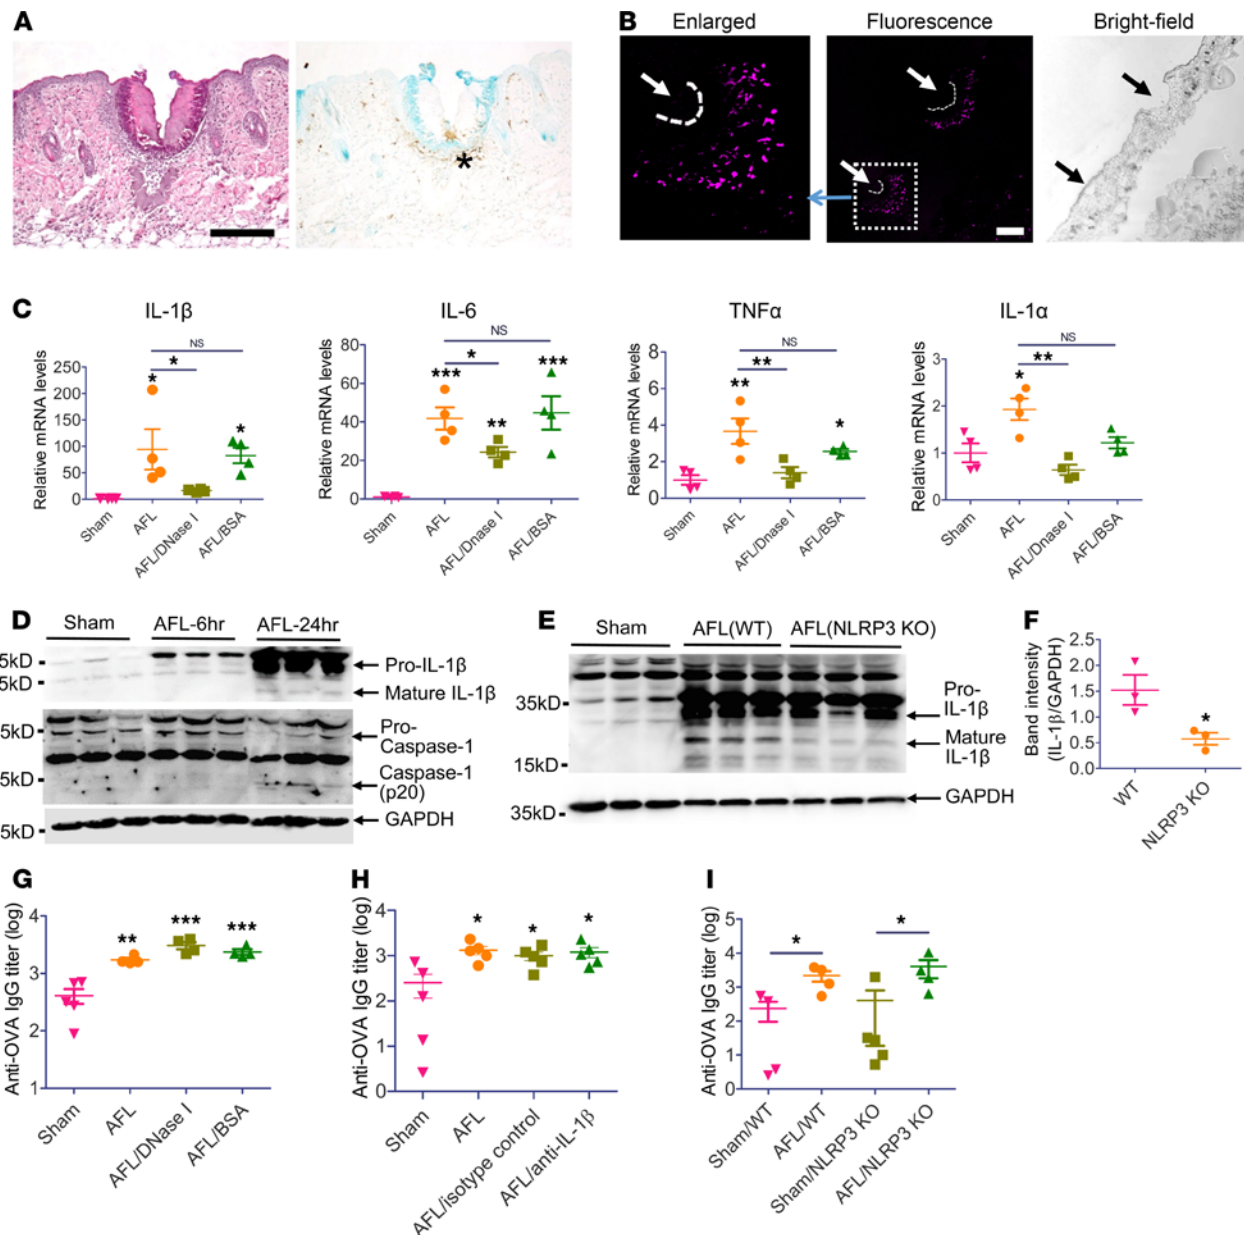 A
*
B
Enlarged
Fluorescence
Bright-field
C
IL-1β
Relative mRNA levels
250
200
150
100
50
0
NS
*
*
*
Sham
AFL
AFL/DNase I
AFL/BSA
IL-6
Relative mRNA levels
80
60
40
20
0
NS
*
***
**
***
Sham
AFL
AFL/Dnase I
AFL/BSA
TNFα
Relative mRNA levels
8
6
4
2
0
NS
**
**
*
Sham
AFL
AFL/Dnase I
AFL/BSA
IL-1α
Relative mRNA levels
3
2
1
0
NS
**
*
Sham
AFL
AFL/Dnase I
AFL/BSA
D
Sham
AFL-6hr
AFL-24hr
5kD
5kD
Pro-IL-1β
Mature IL-1β
5kD
5kD
Pro-
Caspase-1
Caspase-1
(p20)
5kD
GAPDH
E
Sham
AFL(WT)
AFL(NLRP3 KO)
35kD
15kD
35kD
Pro-
IL-1β
Mature
IL-1β
GAPDH
F
Band intensity
(IL-1β/GAPDH)
2.5
2.0
1.5
1.0
0.5
0.0
*
WT
NLRP3 KO
G
Anti-OVA IgG titer (log)
4
3
2
1
**
***
***
Sham
AFL
AFL/DNase I
AFL/BSA
H
Anti-OVA IgG titer (log)
4
3
2
1
0
*
*
*
Sham
AFL
AFL/isotype control
AFL/anti-IL-1β
I
Anti-OVA IgG titer (log)
5
4
3
2
1
0
*
*
Sham/WT
AFL/WT
Sham/NLRP3 KO
AFL/NLRP3 KO